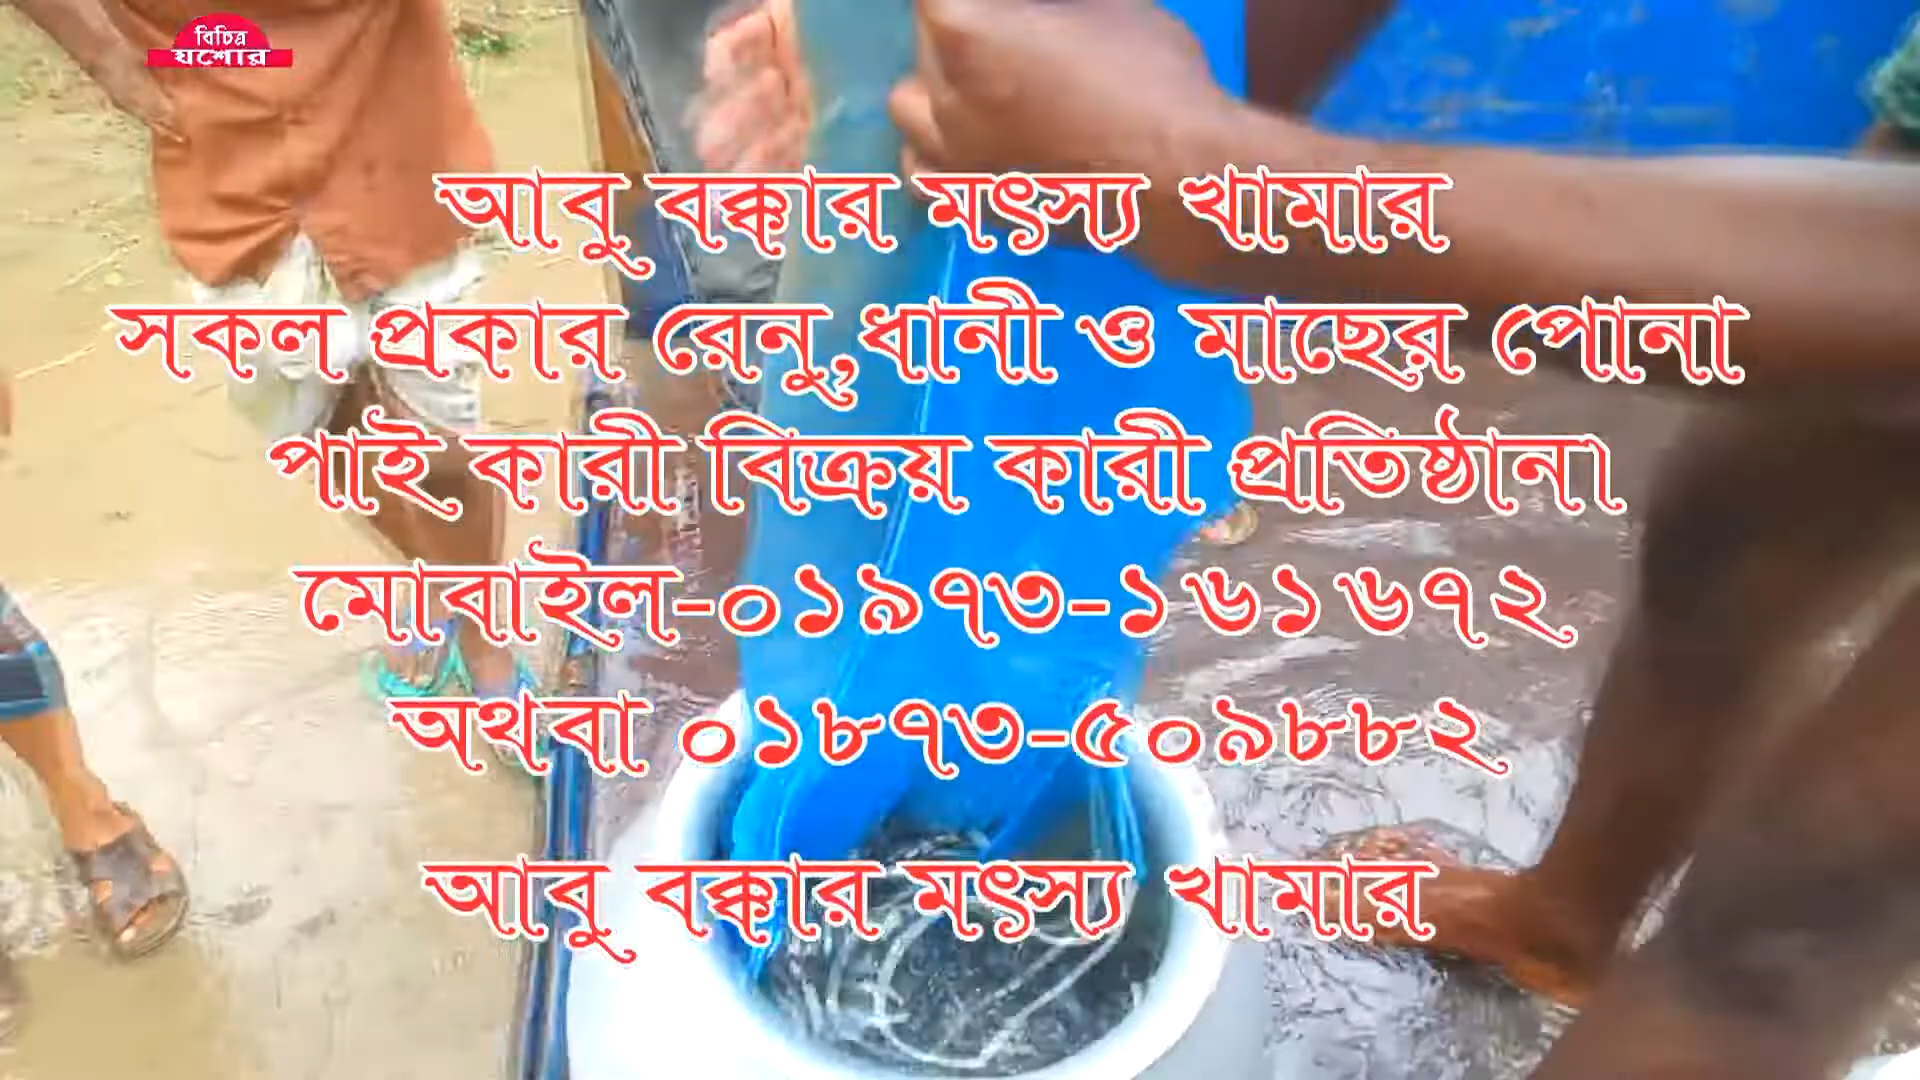 বিচিত্র
যশোর
আবু বক্কার মৎস্য খামার
সকল প্রকার রেনু,ধানী ও মাছের পোনা
পাই কারী বিক্রয় কারী প্রতিষ্ঠান।
মোবাইল-০১৯৭৩-১৬১৬৭২
অথবা ০১৮৭৩-৫০৯৮৮২
আবু বক্কার মৎস্য খামার